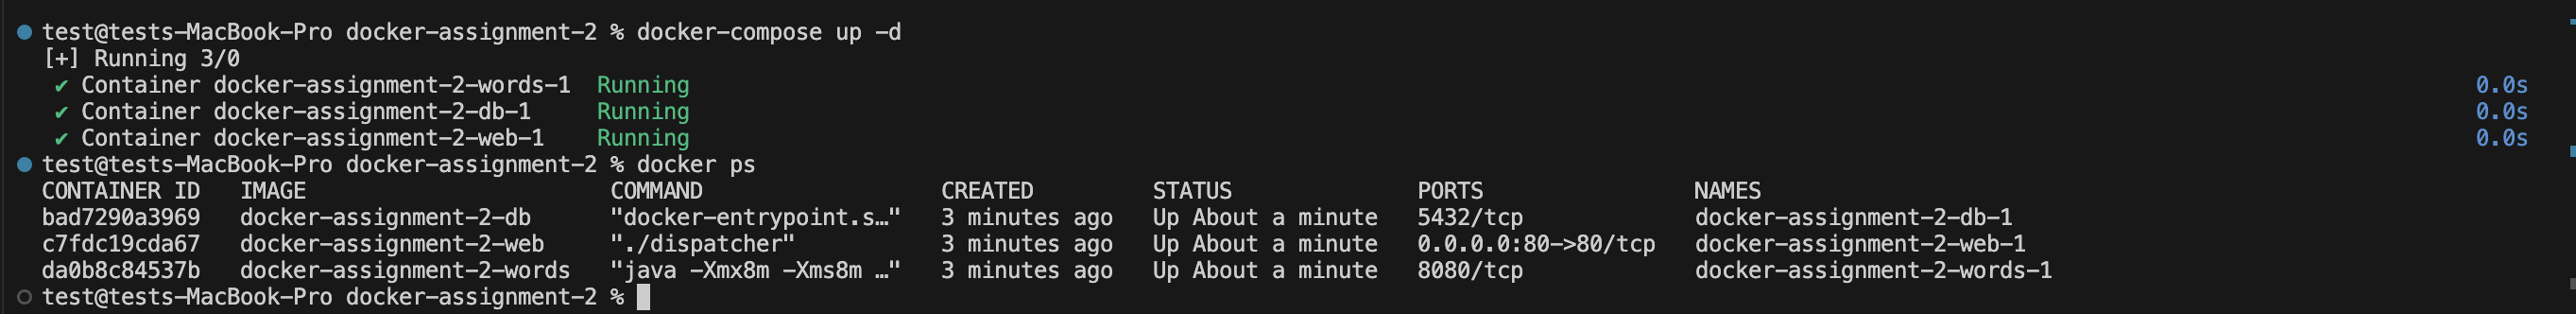 test@tests-MacBook-Pro docker-assignment-2 % docker-compose up -d
[+] Running 3/0
✔ Container docker-assignment-2-words-1  Running 0.0s
✔ Container docker-assignment-2-db-1     Running 0.0s
✔ Container docker-assignment-2-web-1    Running 0.0s
test@tests-MacBook-Pro docker-assignment-2 % docker ps
CONTAINER ID   IMAGE                       COMMAND                  CREATED         STATUS              PORTS                NAMES
bad7290a3969   docker-assignment-2-db      "docker-entrypoint.s…"   3 minutes ago   Up About a minute   5432/tcp             docker-assignment-2-db-1
c7fdc19cda67   docker-assignment-2-web     "./dispatcher"           3 minutes ago   Up About a minute   0.0.0.0:80->80/tcp   docker-assignment-2-web-1
da0b8c84537b   docker-assignment-2-words   "java -Xmx8m -Xms8m …"   3 minutes ago   Up About a minute   8080/tcp             docker-assignment-2-words-1
test@tests-MacBook-Pro docker-assignment-2 %